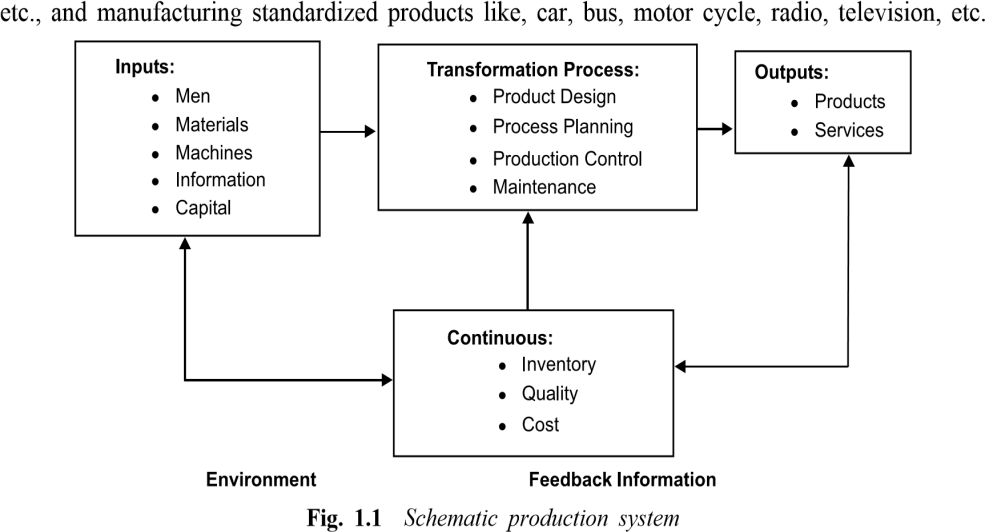 etc., and manufacturing standardized products like, car, bus, motor cycle, radio, television, etc.
Inputs:
• Men
• Materials
• Machines
• Information
• Capital
Transformation Process:
• Product Design
• Process Planning
• Production Control
• Maintenance
Outputs:
• Products
• Services
Continuous:
• Inventory
• Quality
• Cost
Environment
Feedback Information
Fig. 1.1 Schematic production system